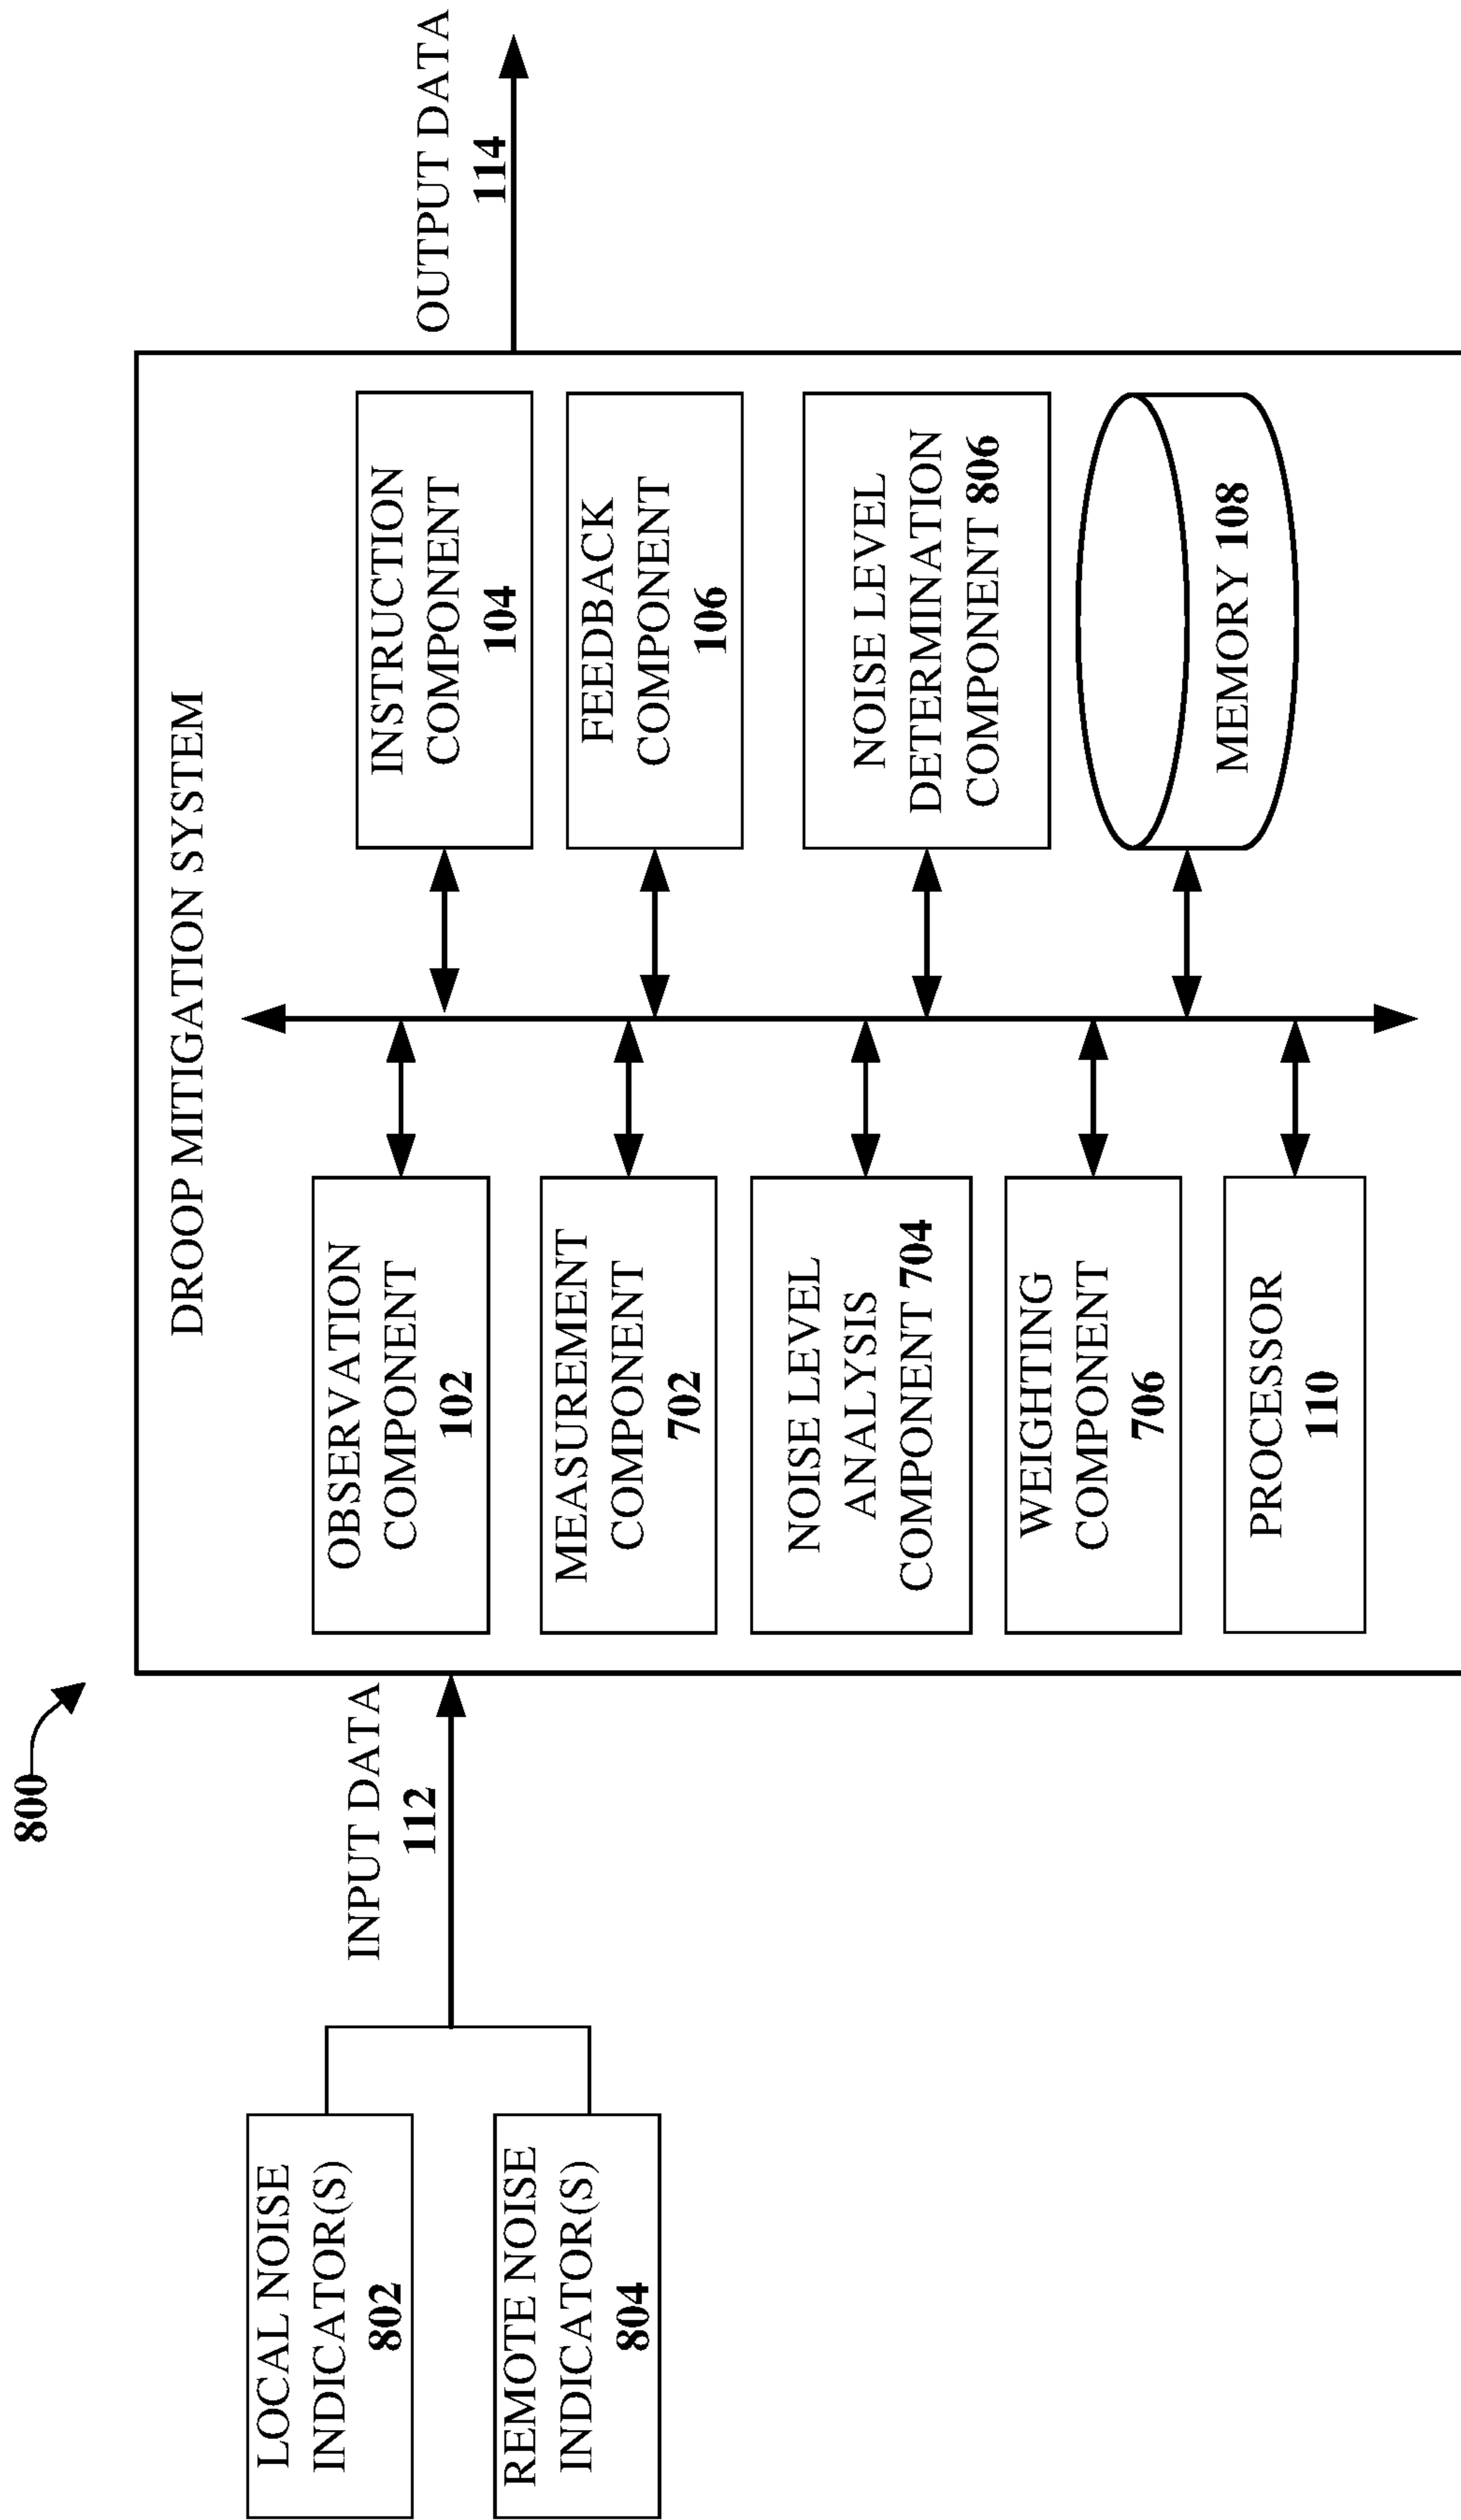 800
DROOP MITIGATION SYSTEM
LOCAL NOISE
INDICATOR(S)
802
REMOTE NOISE
INDICATOR(S)
804
INPUT DATA
112
OBSERVATION
COMPONENT
102
MEASUREMENT
COMPONENT
702
NOISE LEVEL
ANALYSIS
COMPONENT 704
WEIGHTING
COMPONENT
706
PROCESSOR
110
INSTRUCTION
COMPONENT
104
FEEDBACK
COMPONENT
106
NOISE LEVEL
DETERMINATION
COMPONENT 806
MEMORY 108
OUTPUT DATA
114